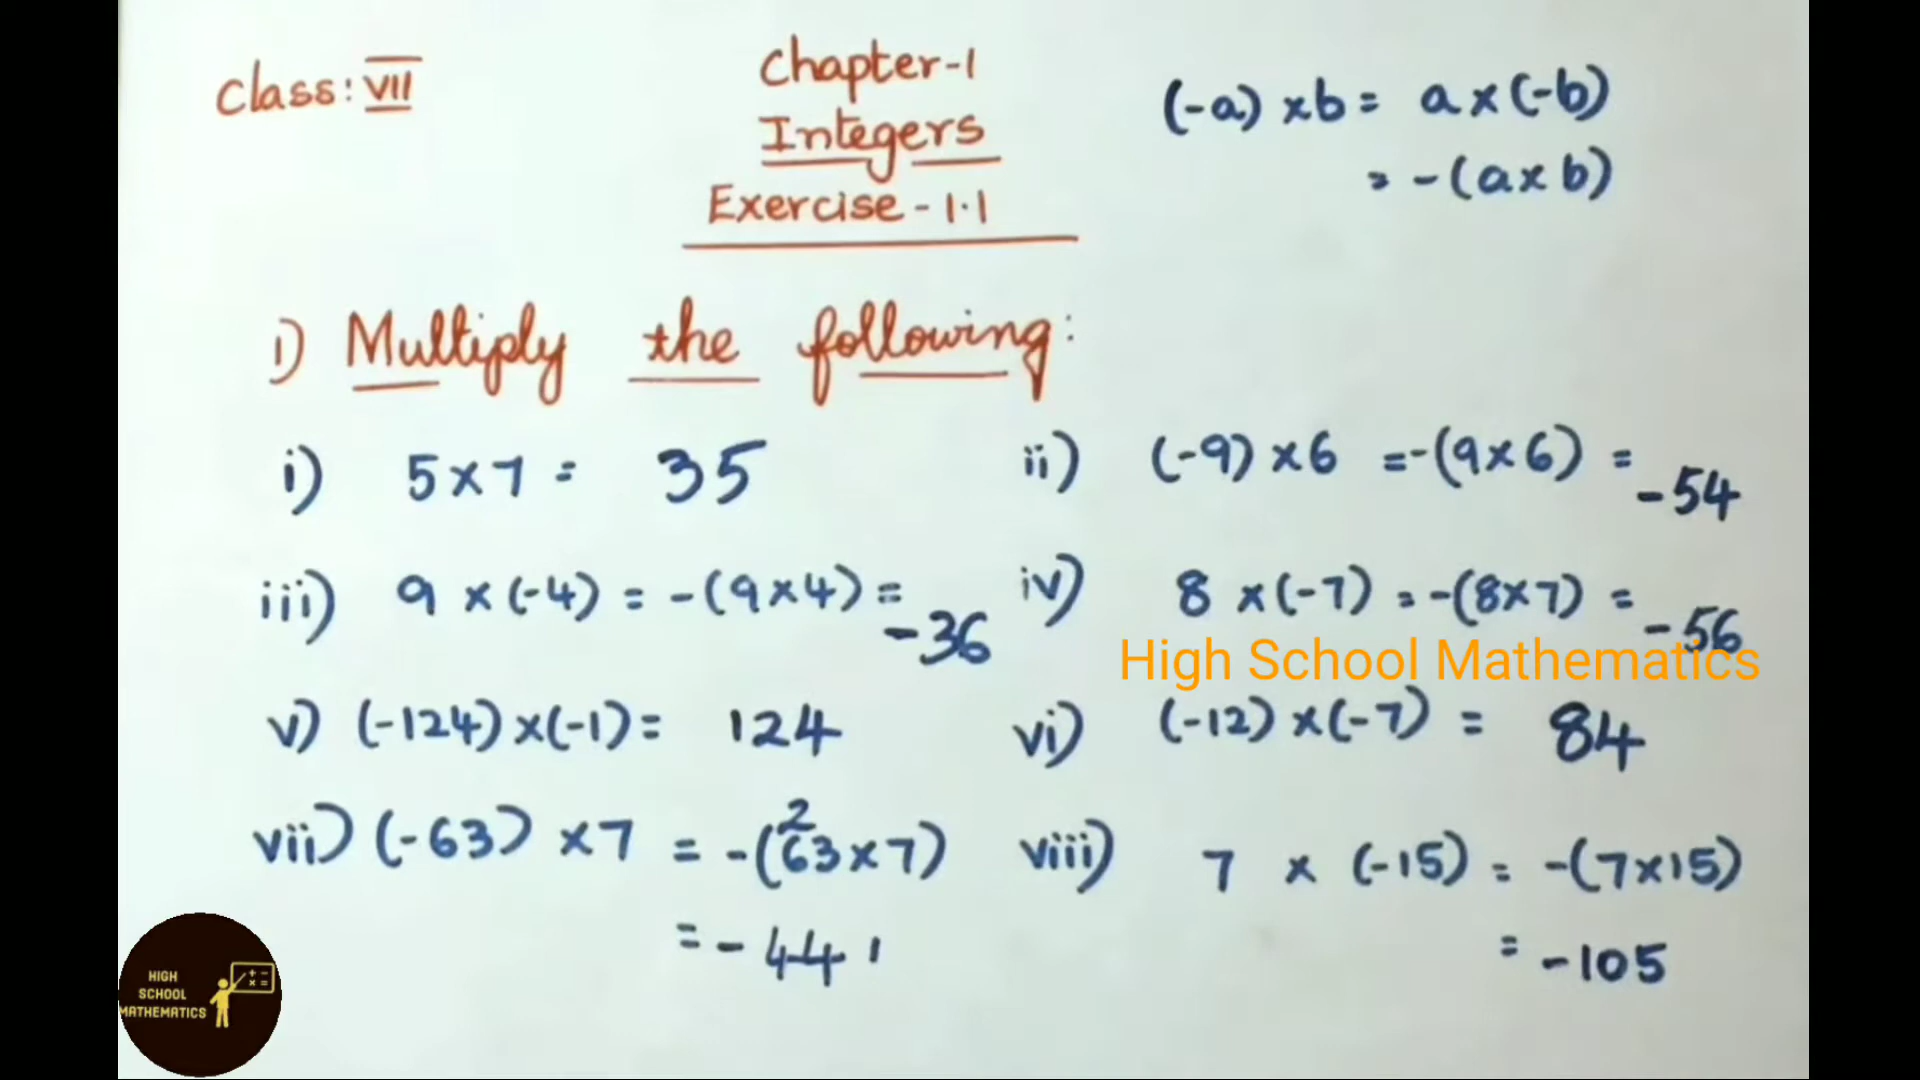 Class: VII
Chapter-1
Integers
Exercise - 1.1
(-a) × b = a × (-b)
= -(a × b)
1) Multiply the following:
i) 5 × 7 = 35
ii) (-9) × 6 = -(9 × 6) = -54
iii) 9 × (-4) = -(9 × 4) = -36
iv) 8 × (-7) = -(8 × 7) = -56
High School Mathematics
v) (-124) × (-1) = 124
vi) (-12) × (-7) = 84
vii) (-63) × 7 = -(²63 × 7)
= -441
viii) 7 × (-15) = -(7 × 15)
= -105
HIGH
SCHOOL
MATHEMATICS
+ -
× =